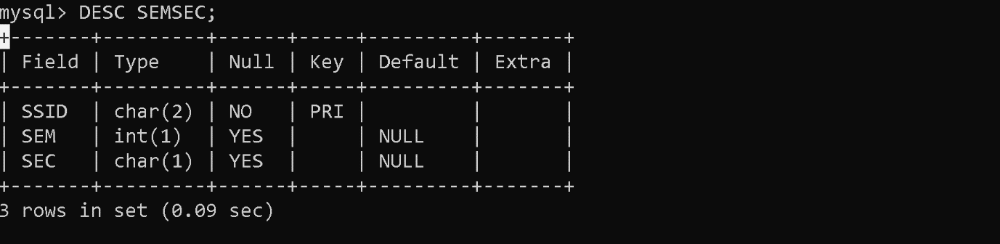 mysql> DESC SEMSEC;
+-------+---------+------+-----+---------+-------+
| Field | Type    | Null | Key | Default | Extra |
+-------+---------+------+-----+---------+-------+
| SSID  | char(2) | NO   | PRI |         |       |
| SEM   | int(1)  | YES  |     | NULL    |       |
| SEC   | char(1) | YES  |     | NULL    |       |
+-------+---------+------+-----+---------+-------+
3 rows in set (0.09 sec)